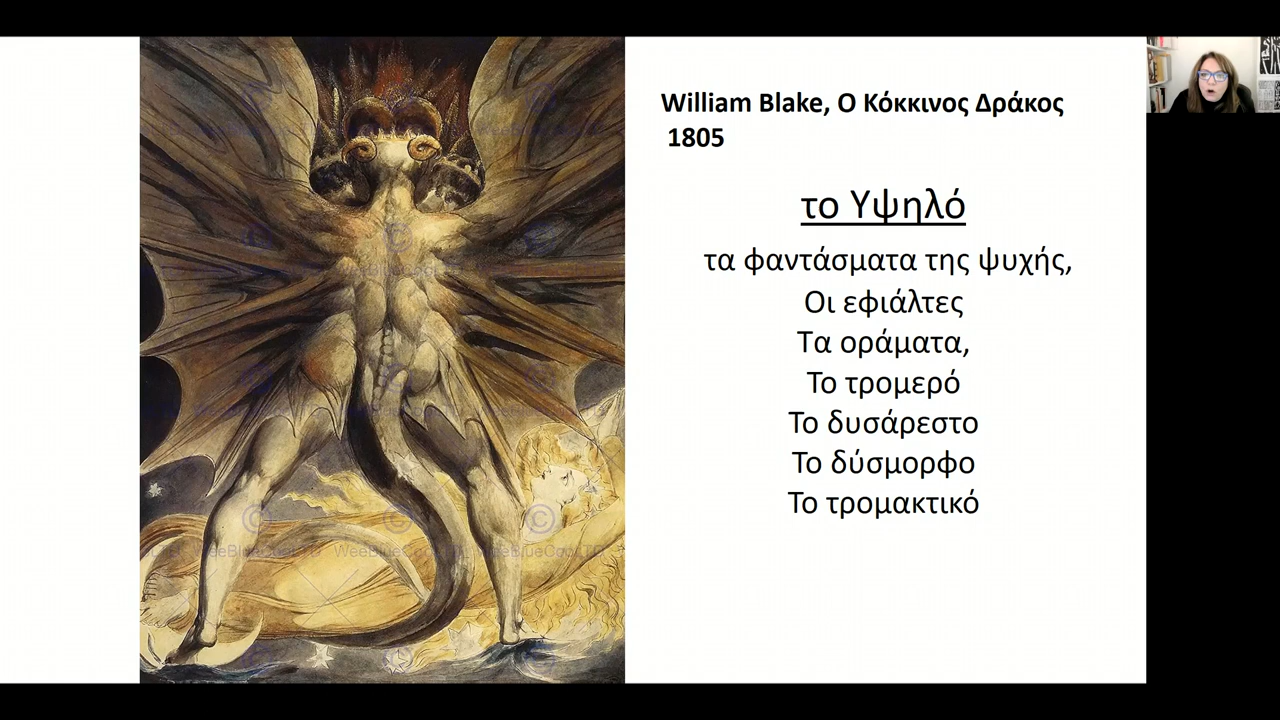 William Blake, Ο Κόκκινος Δράκος
1805
το Υψηλό
τα φαντάσματα της ψυχής,
Οι εφιάλτες
Τα οράματα,
Το τρομερό
Το δυσάρεστο
Το δύσμορφο
Το τρομακτικό